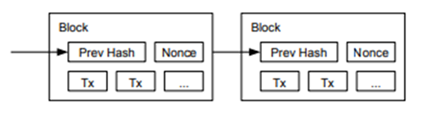 Block
Prev Hash Nonce
Tx Tx ...
Block
Prev Hash Nonce
Tx Tx ...